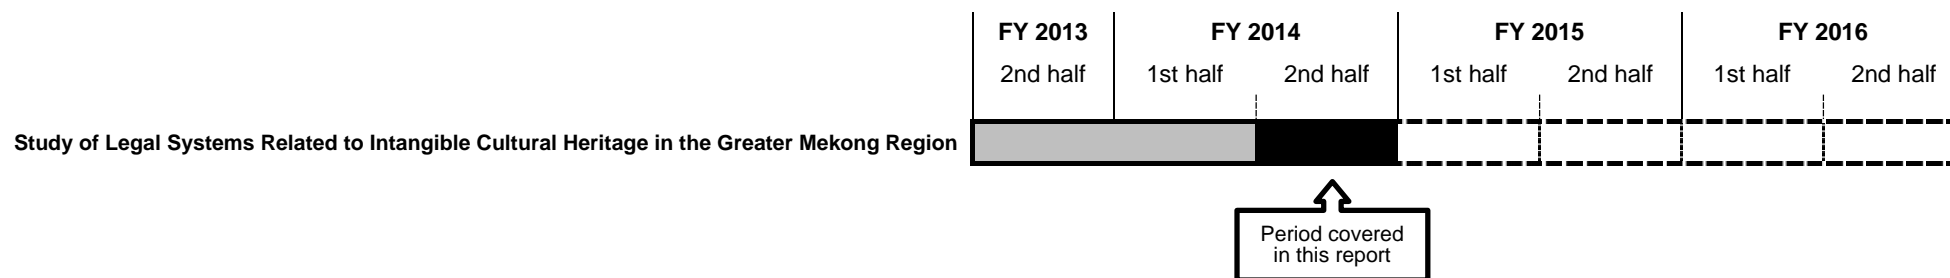 FY 2013 FY 2014 FY 2015 FY 2016
2nd half 1st half 2nd half 1st half 2nd half 1st half 2nd half
Study of Legal Systems Related to Intangible Cultural Heritage in the Greater Mekong Region
Period covered
in this report